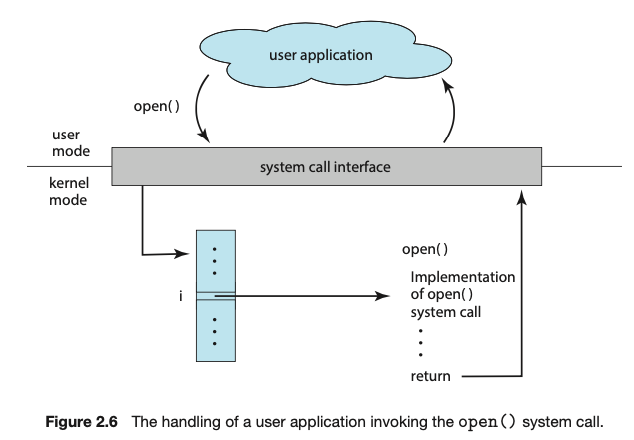 user application
open()
user
mode
system call interface
kernel
mode
open()
i
Implementation
of open()
system call
return
Figure 2.6 The handling of a user application invoking the open() system call.